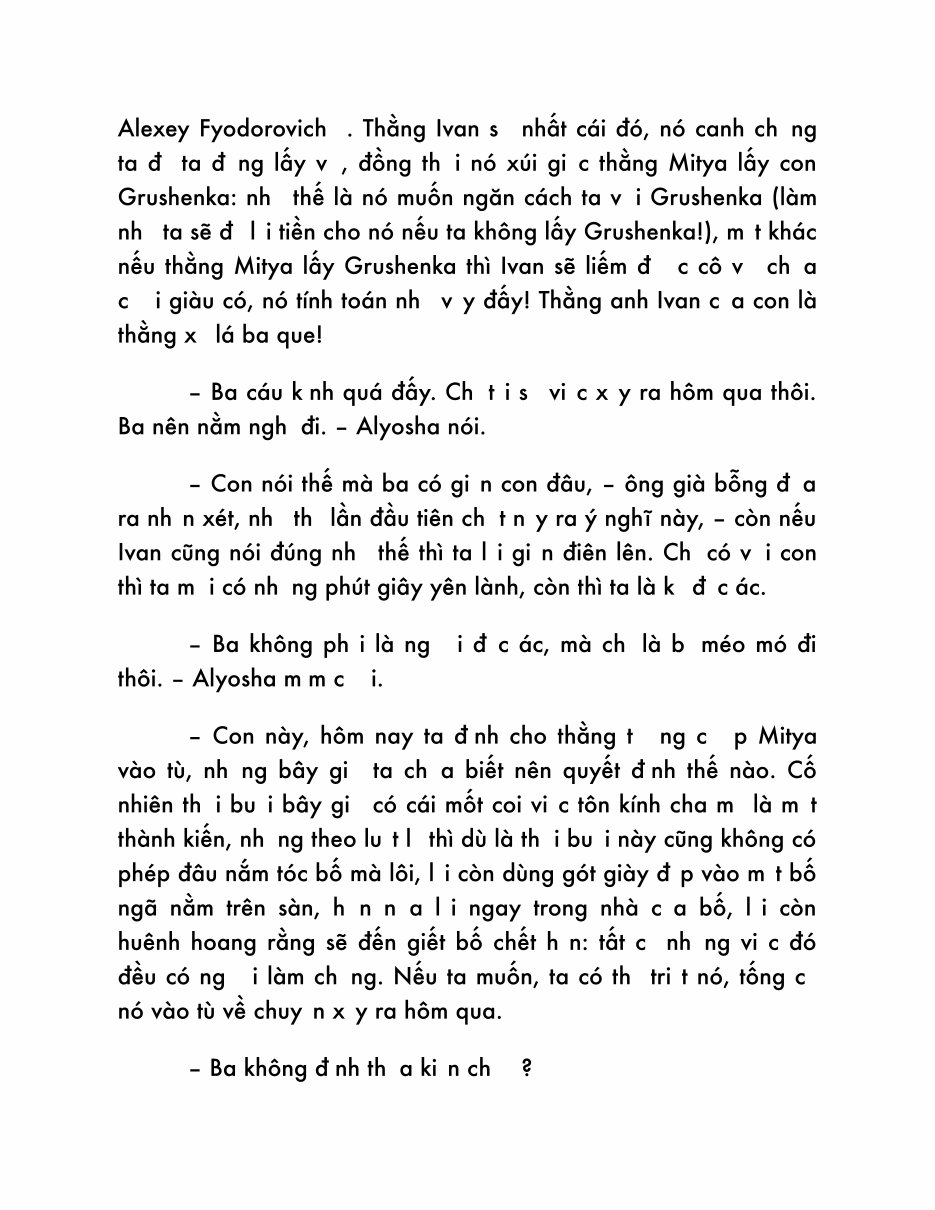 Alexey Fyodorovich  . Thằng Ivan s  nhất cái đó, nó canh ch ng
ta đ  ta đ ng lấy v , đồng th i nó xúi gi c thằng Mitya lấy con
Grushenka: nh  thế là nó muốn ngăn cách ta v i Grushenka (làm
nh  ta sẽ đ  l i tiền cho nó nếu ta không lấy Grushenka!), m t khác
nếu thằng Mitya lấy Grushenka thì Ivan sẽ liếm đ  c cô v  ch a
c  i giàu có, nó tính toán nh  v y đấy! Thằng anh Ivan c a con là
thằng x  lá ba que!
– Ba cáu k nh quá đấy. Ch  t i s  vi c x y ra hôm qua thôi.
Ba nên nằm ngh  đi. – Alyosha nói.
– Con nói thế mà ba có gi n con đâu, – ông già bỗng đ a
ra nh n xét, nh  th  lần đầu tiên ch t n y ra ý nghĩ này, – còn nếu
Ivan cũng nói đúng nh  thế thì ta l i gi n điên lên. Ch  có v i con
thì ta m i có nh ng phút giây yên lành, còn thì ta là k  đ c ác.
– Ba không ph i là ng  i đ c ác, mà ch  là b  méo mó đi
thôi. – Alyosha m m c  i.
– Con này, hôm nay ta đ nh cho thằng t  ng c  p Mitya
vào tù, nh ng bây gi  ta ch a biết nên quyết đ nh thế nào. Cố
nhiên th i bu i bây gi  có cái mốt coi vi c tôn kính cha m  là m t
thành kiến, nh ng theo lu t l  thì dù là th i bu i này cũng không có
phép đâu nắm tóc bố mà lôi, l i còn dùng gót giày đ p vào m t bố
ngã nằm trên sàn, h n n a l i ngay trong nhà c a bố, l i còn
huênh hoang rằng sẽ đến giết bố chết h n: tất c  nh ng vi c đó
đều có ng  i làm ch ng. Nếu ta muốn, ta có th  tri t nó, tống c 
nó vào tù về chuy n x y ra hôm qua.
– Ba không đ nh th a ki n ch  ?